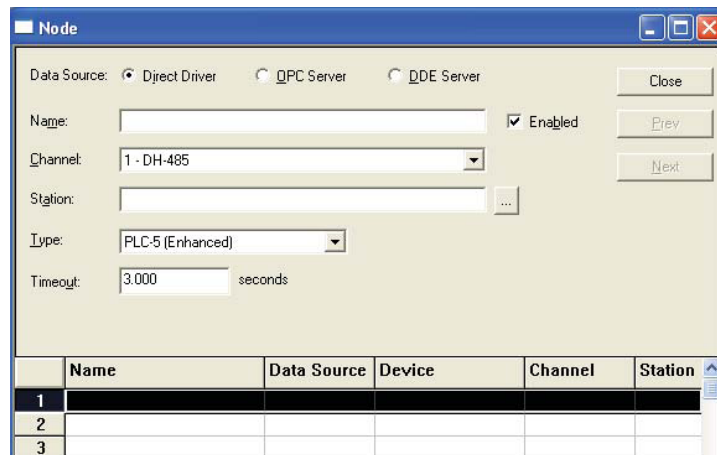 Node
Data Source: Direct Driver OPC Server DDE Server
Close
Name: Enabled
Prev
Channel: 1 - DH-485
Next
Station: ...
Type: PLC-5 (Enhanced)
Timeout: 3.000 seconds
Name Data Source Device Channel Station
1
2
3